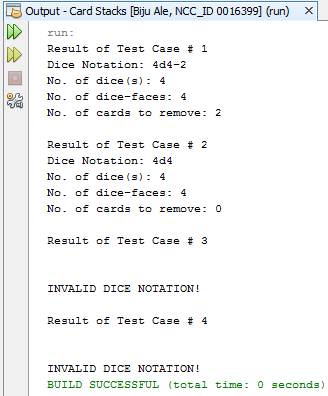 Output - Card Stacks [Biju Ale, NCC_ID 0016399] (run) X
run:
Result of Test Case # 1
Dice Notation: 4d4-2
No. of dice(s): 4
No. of dice-faces: 4
No. of cards to remove: 2
Result of Test Case # 2
Dice Notation: 4d4
No. of dice(s): 4
No. of dice-faces: 4
No. of cards to remove: 0
Result of Test Case # 3
INVALID DICE NOTATION!
Result of Test Case # 4
INVALID DICE NOTATION!
BUILD SUCCESSFUL (total time: 0 seconds)